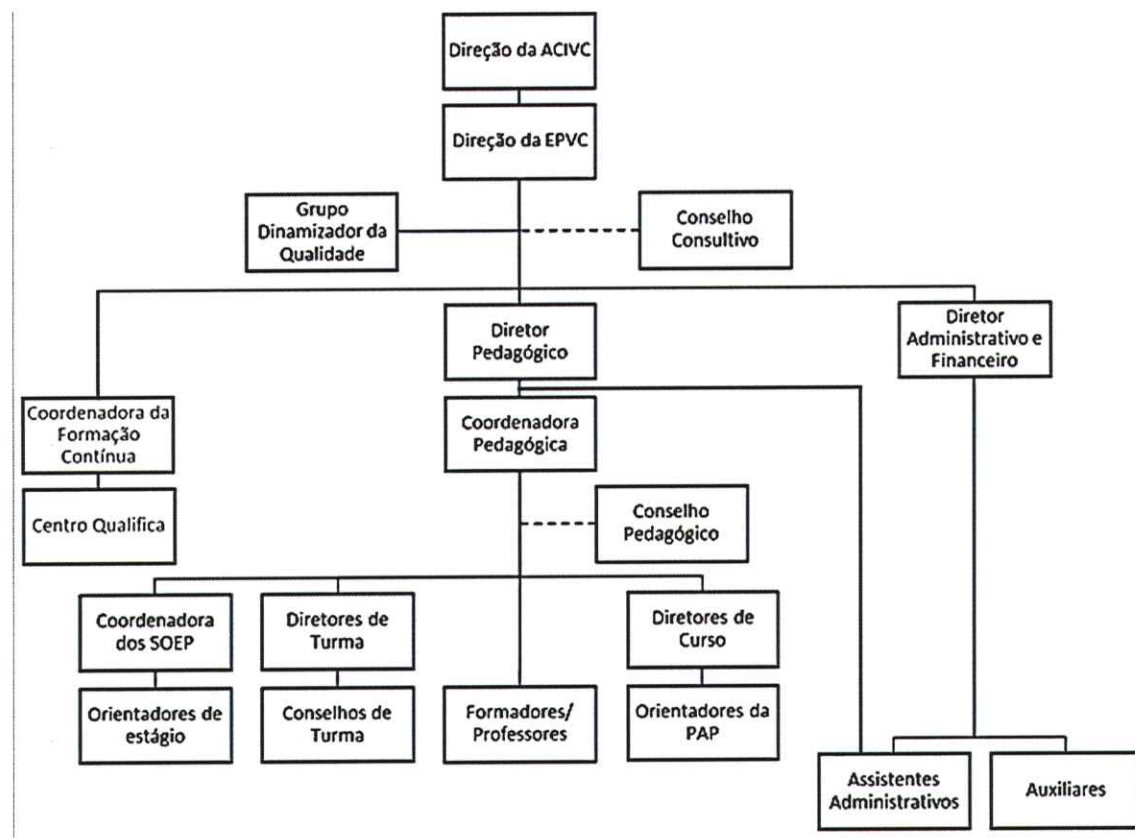 Direção da ACIVC
Direção da EPVC
Grupo
Dinamizador da
Qualidade
Conselho
Consultivo
Diretor
Pedagógico
Diretor
Administrativo e
Financeiro
Coordenadora da
Formação
Contínua
Coordenadora
Pedagógica
Centro Qualifica
Conselho
Pedagógico
Coordenadora
dos SOEP
Diretores de
Turma
Diretores de
Curso
Orientadores de
estágio
Conselhos de
Turma
Formadores/
Professores
Orientadores da
PAP
Assistentes
Administrativos
Auxiliares